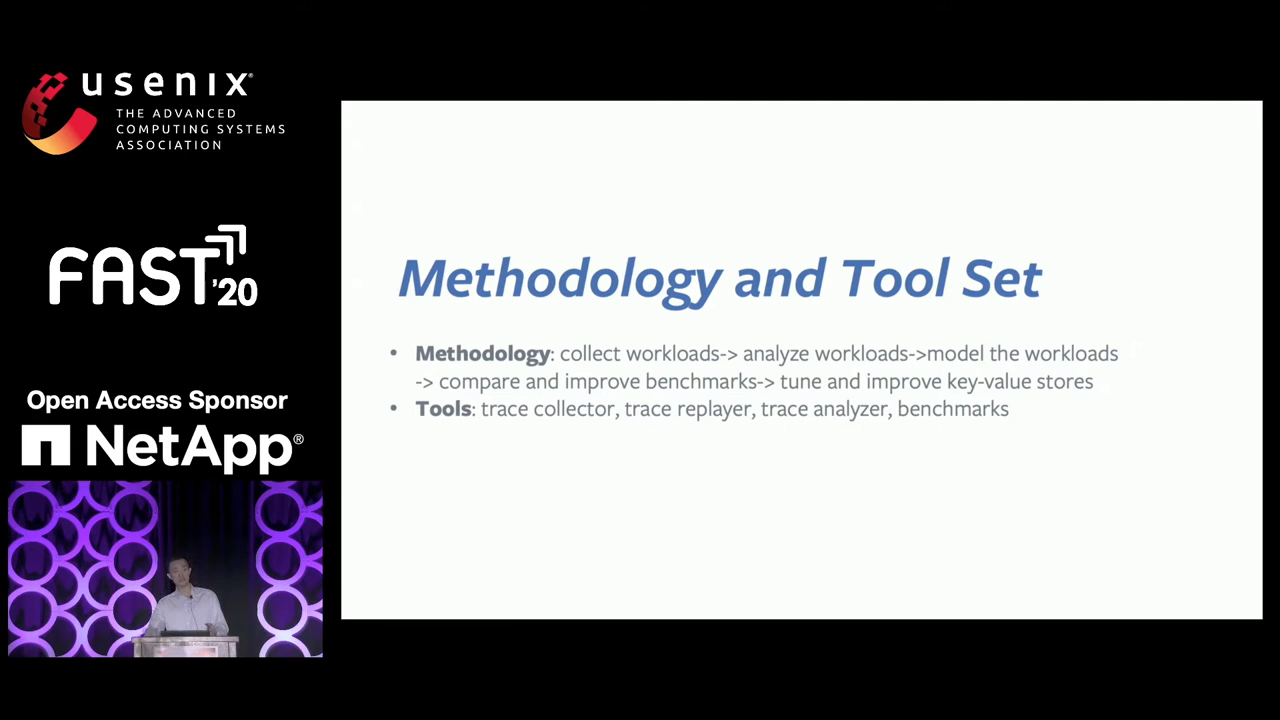 usenix®
THE ADVANCED
COMPUTING SYSTEMS
ASSOCIATION
FAST '20
Open Access Sponsor
NetApp®
Methodology and Tool Set
• Methodology: collect workloads-> analyze workloads->model the workloads
-> compare and improve benchmarks-> tune and improve key-value stores
• Tools: trace collector, trace replayer, trace analyzer, benchmarks